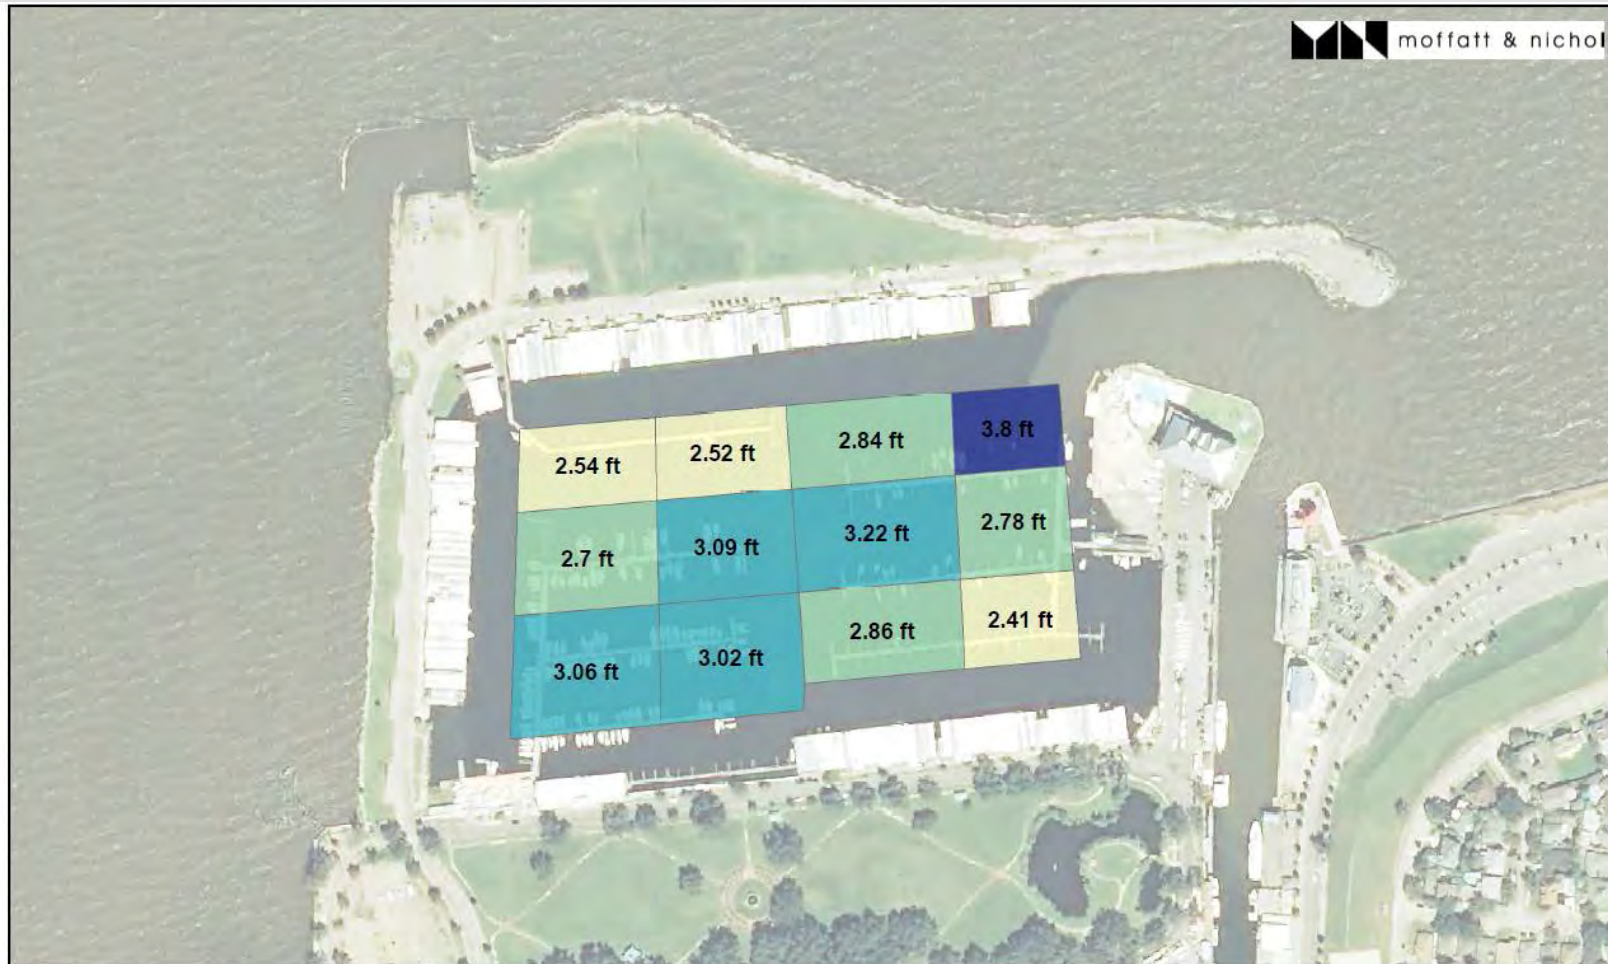 moffatt & nichol
2.54 ft
2.52 ft
2.84 ft
3.8 ft
2.7 ft
3.09 ft
3.22 ft
2.78 ft
3.06 ft
3.02 ft
2.86 ft
2.41 ft